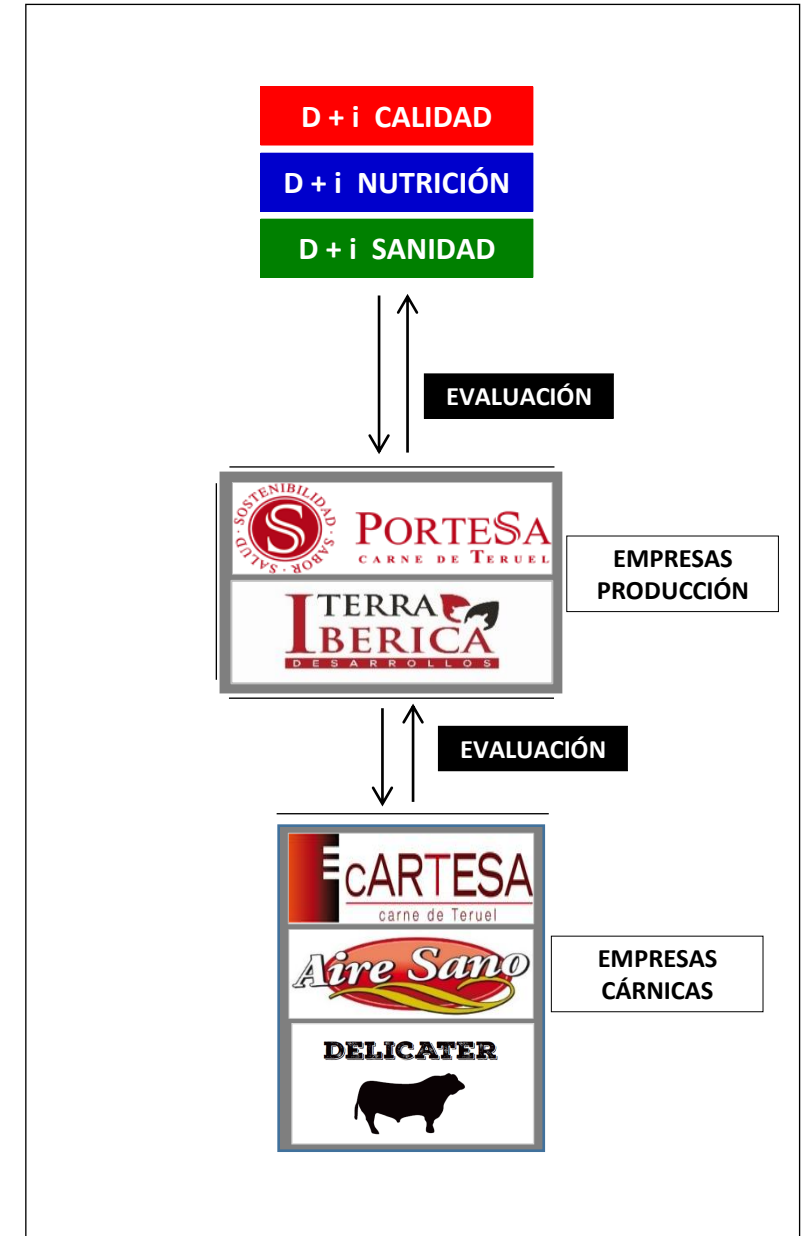 D + i CALIDAD
D + i NUTRICIÓN
D + i SANIDAD
EVALUACIÓN
SOSTENIBILIDAD · SABOR · SALUD ·
S
PORTESA
CARNE DE TERUEL
EMPRESAS
PRODUCCIÓN
TERRA
IBERICA
DESARROLLOS
EVALUACIÓN
CARTESA
carne de Teruel
Aire Sano
EMPRESAS
CÁRNICAS
DELICATER